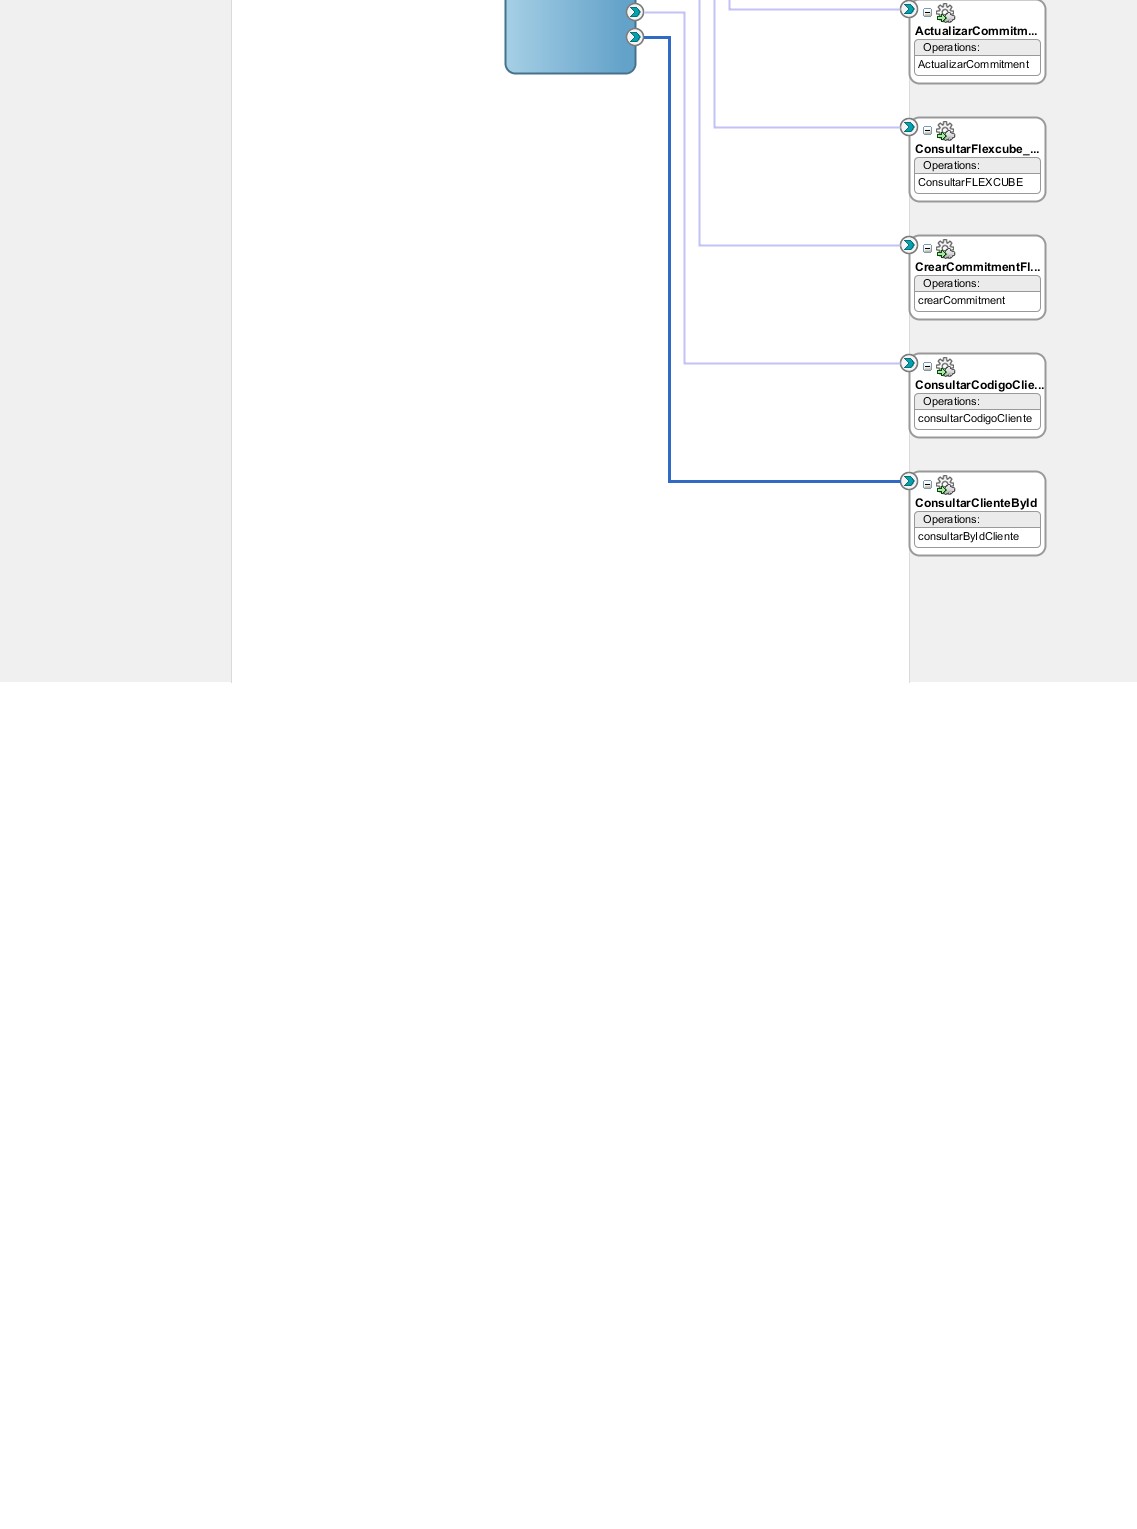 ActualizarCommitm...
Operations:
ActualizarCommitment
ConsultarFlexcube_...
Operations:
ConsultarFLEXCUBE
CrearCommitmentFl...
Operations:
crearCommitment
ConsultarCodigoClie...
Operations:
consultarCodigoCliente
ConsultarClienteById
Operations:
consultarByIdCliente